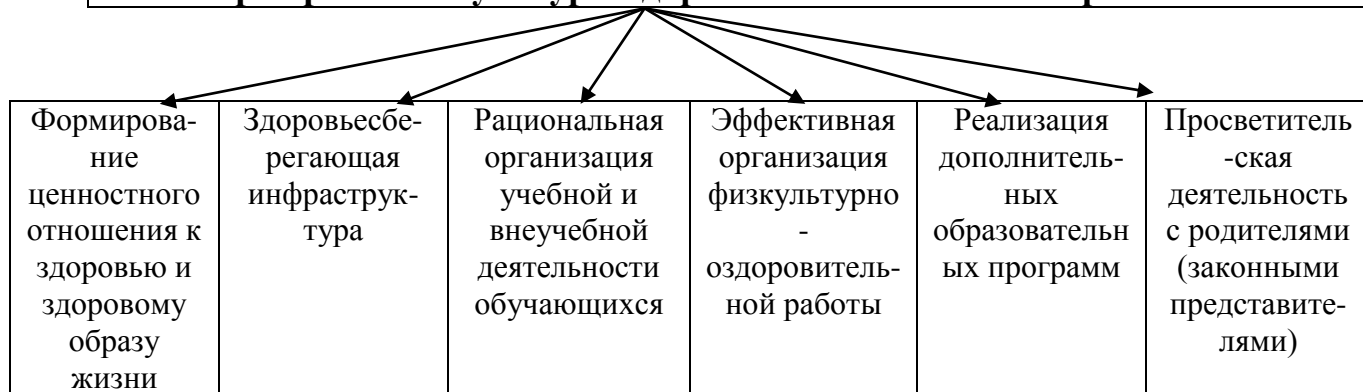 Формирова-
ние
ценностного
отношения к
здоровью и
здоровому
образу
жизни
Здоровьесбе-
регающая
инфраструк-
тура
Рациональная
организация
учебной и
внеучебной
деятельности
обучающихся
Эффективная
организация
физкультурно
-
оздоровитель-
ной работы
Реализация
дополнитель-
ных
образовательн
ых программ
Просветитель
-ская
деятельность
с родителями
(законными
представите-
лями)